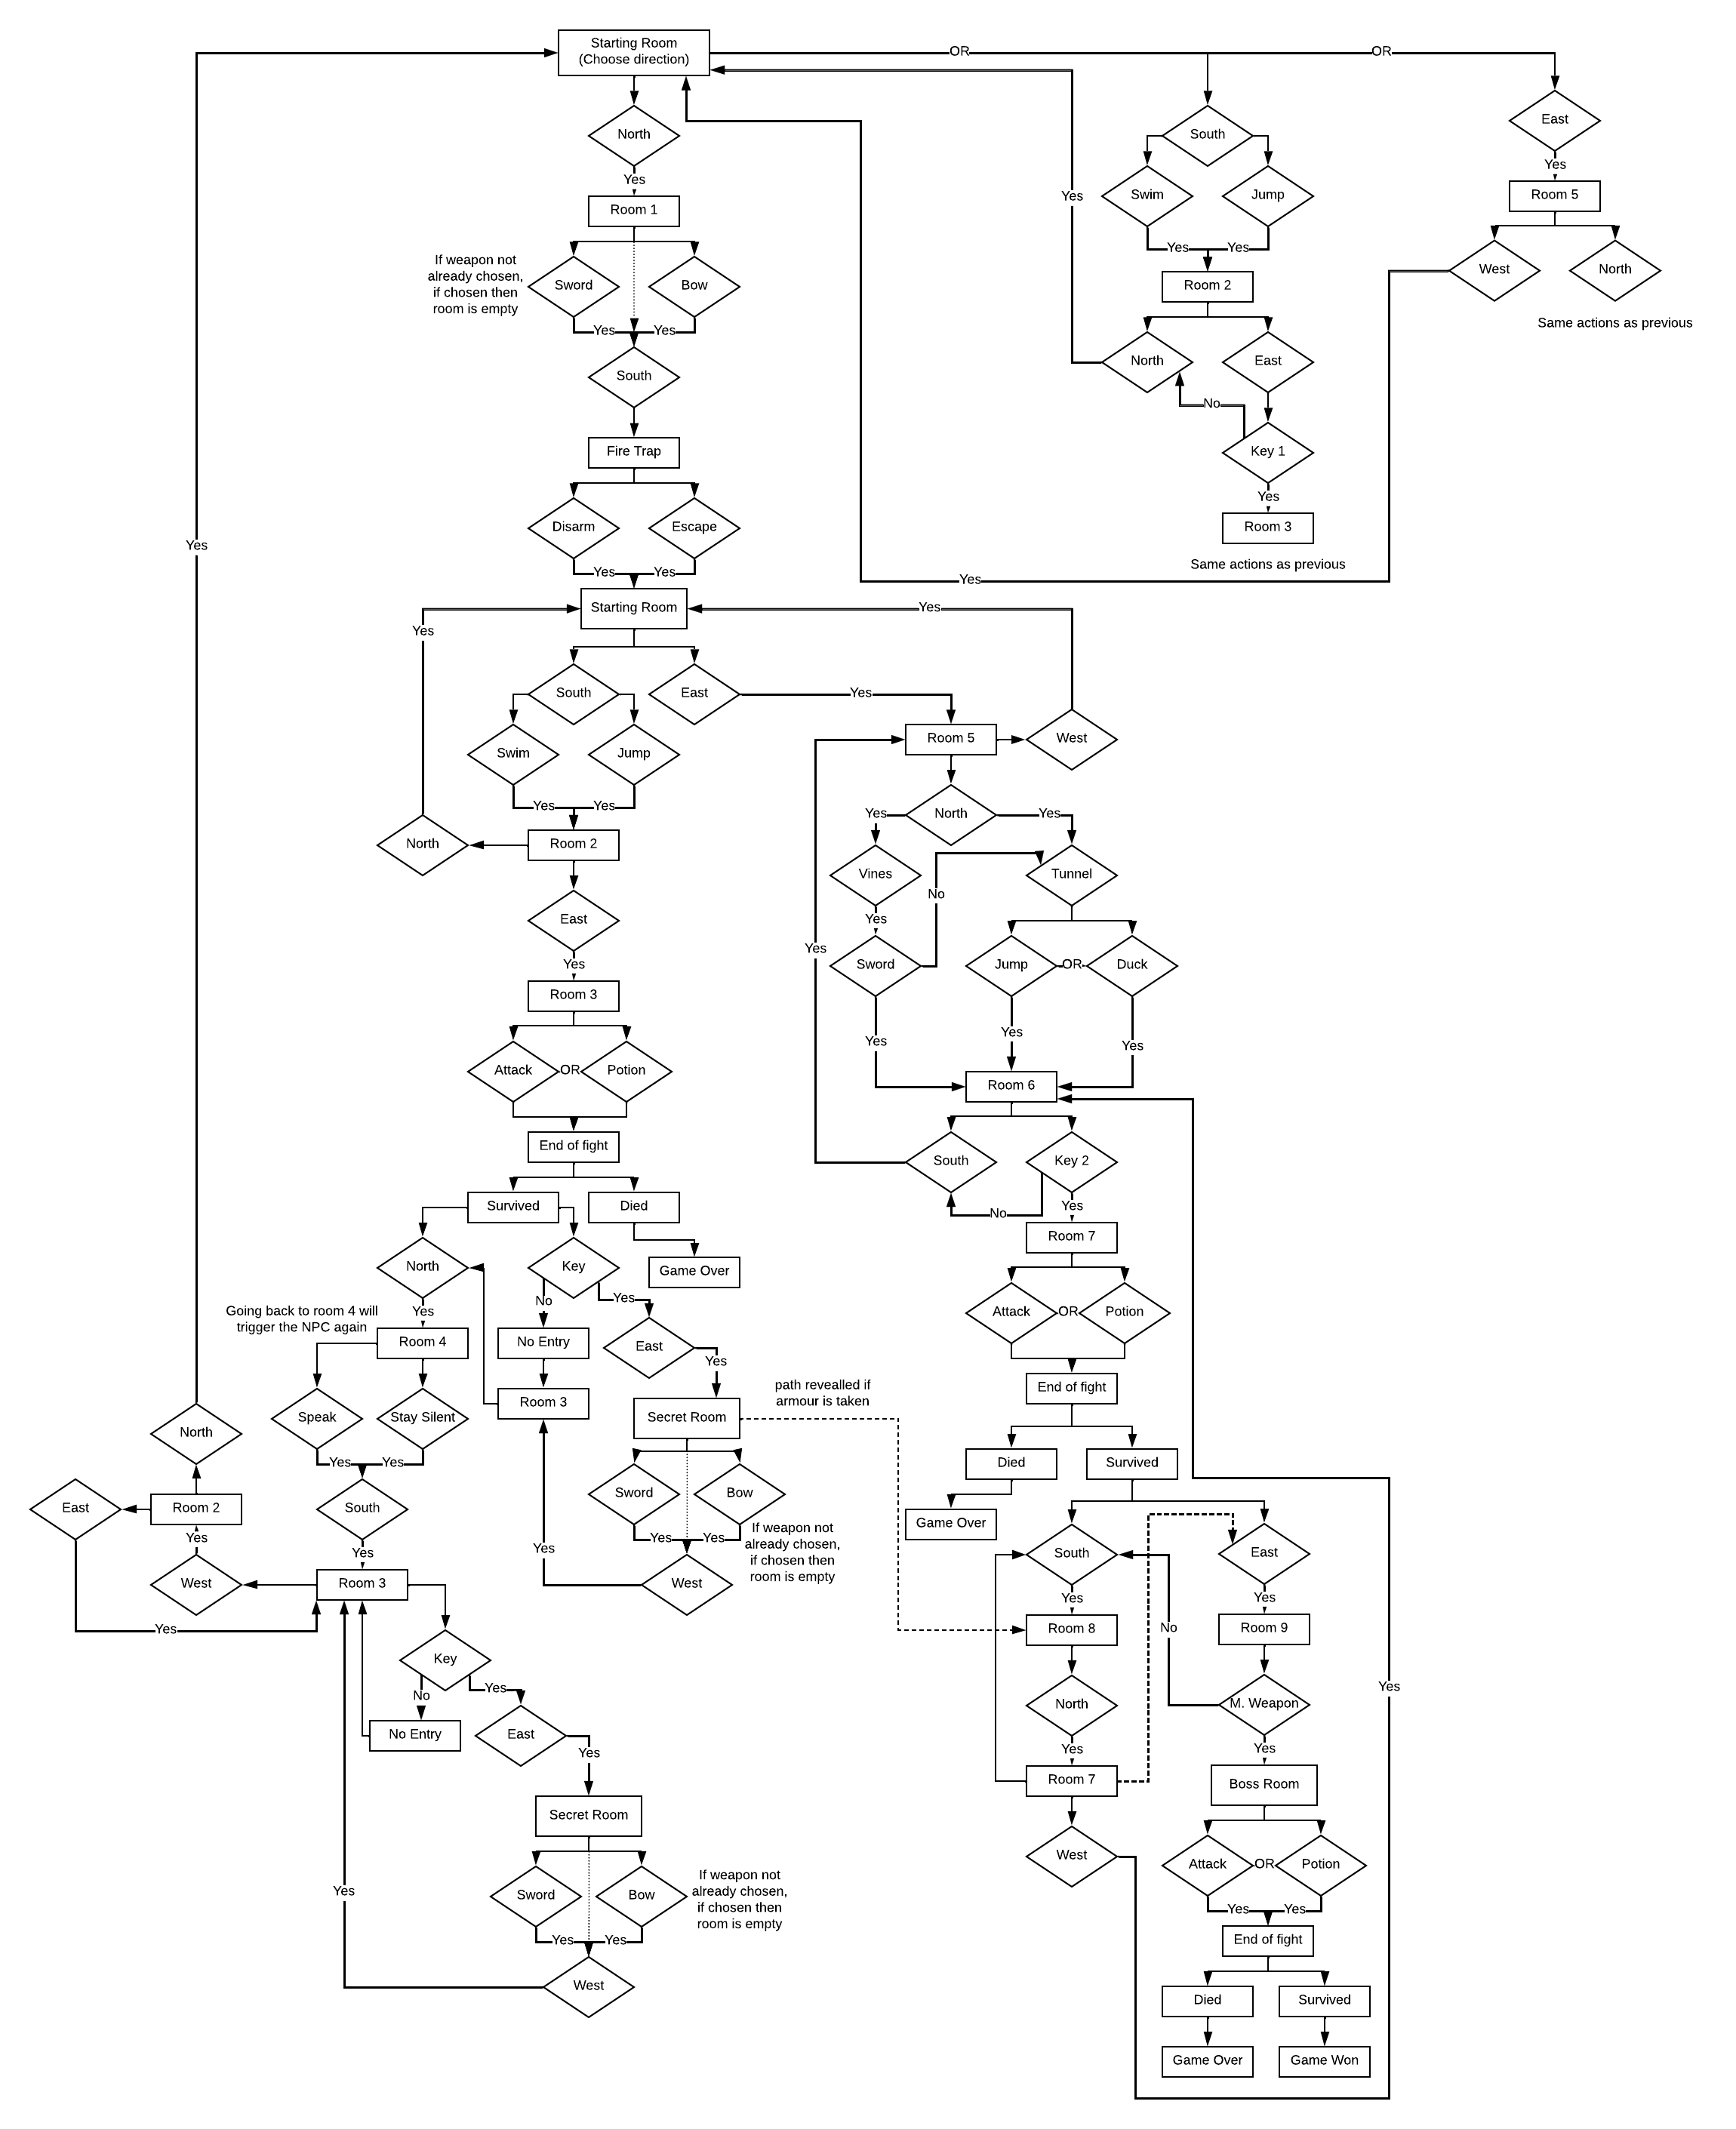 Starting Room
(Choose direction)
OR
OR
North
Yes
Room 1
If weapon not
already chosen,
if chosen then
room is empty
Sword
Bow
Yes
Yes
South
Fire Trap
Disarm
Escape
Yes
Yes
Starting Room
South
Swim
Jump
Yes
Yes
Room 2
North
East
Yes
No
Key 1
Yes
Room 3
Same actions as previous
East
Yes
Room 5
West
North
Same actions as previous
Yes
Yes
Yes
Yes
South
East
Yes
Swim
Jump
Yes
Yes
Room 2
North
East
Yes
Room 3
Attack
OR
Potion
End of fight
Survived
Died
Game Over
North
Key
Yes
No
Yes
Going back to room 4 will
trigger the NPC again
Room 4
No Entry
East
Yes
Speak
Stay Silent
Room 3
Secret Room
path revealled if
armour is taken
Yes
Yes
Sword
Bow
Yes
Yes
If weapon not
already chosen,
if chosen then
room is empty
Yes
West
North
East
Room 2
South
Yes
Yes
West
Room 3
Yes
Key
No
Yes
No Entry
East
Yes
Secret Room
Yes
Sword
Bow
If weapon not
already chosen,
if chosen then
room is empty
Yes
Yes
West
Room 5
West
North
Yes
Yes
Vines
Tunnel
No
Yes
Yes
Sword
Jump
OR
Duck
Yes
Yes
Yes
Room 6
South
Key 2
No
Yes
Room 7
Attack
OR
Potion
End of fight
Died
Survived
Game Over
South
East
Yes
Yes
Room 8
No
Room 9
Yes
North
M. Weapon
Yes
Yes
Room 7
Boss Room
West
Attack
OR
Potion
Yes
Yes
End of fight
Died
Survived
Game Over
Game Won